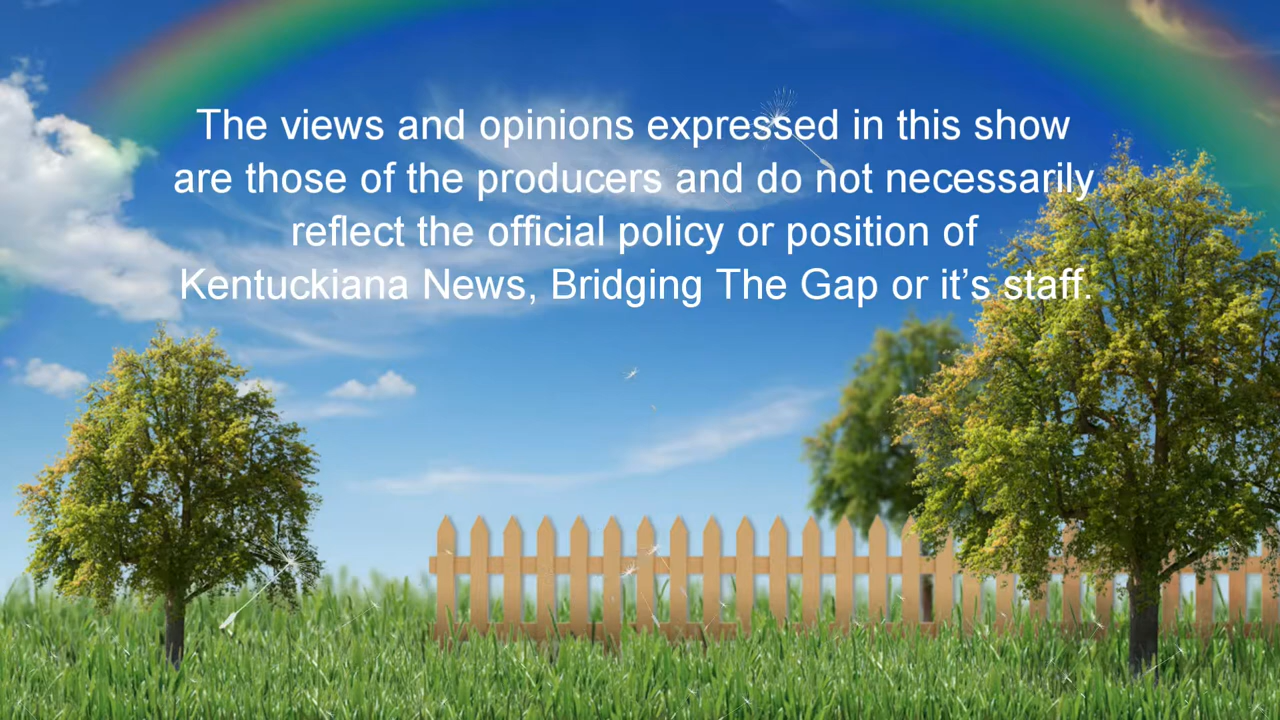 The views and opinions expressed in this show
are those of the producers and do not necessarily
reflect the official policy or position of
Kentuckiana News, Bridging The Gap or it’s staff.